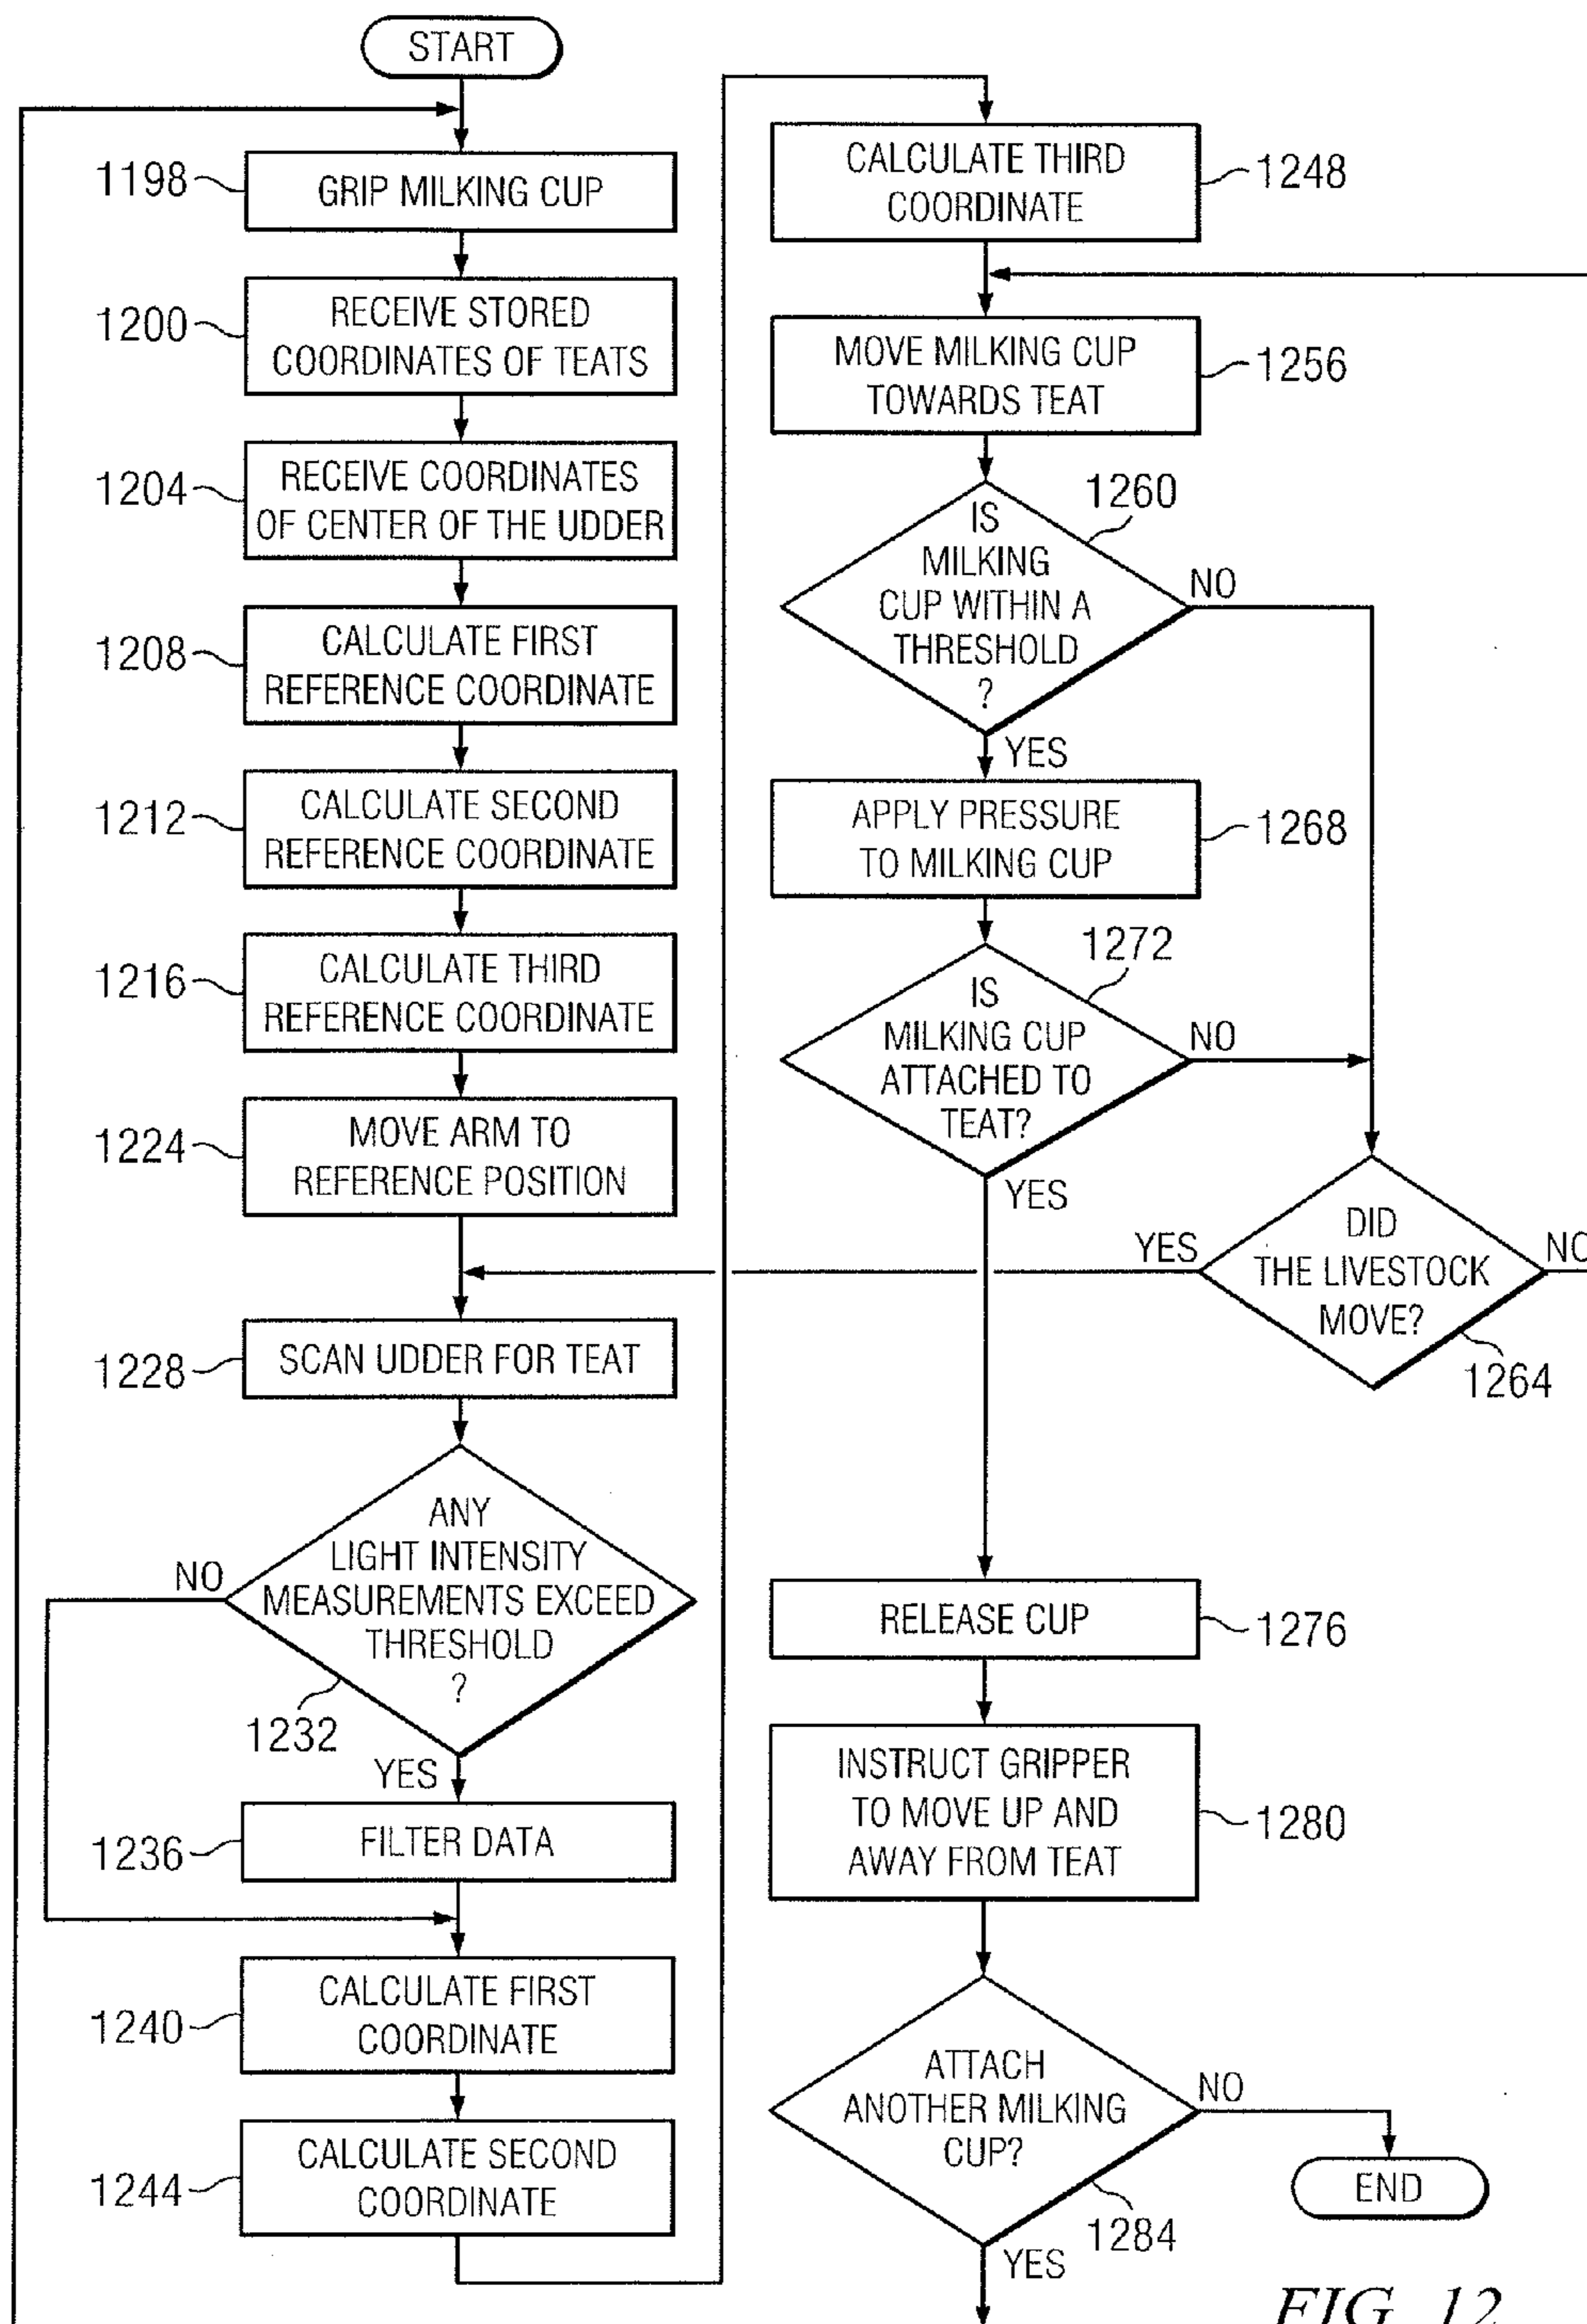 START
1198
GRIP MILKING CUP
1200
RECEIVE STORED
COORDINATES OF TEATS
1204
RECEIVE COORDINATES
OF CENTER OF THE UDDER
1208
CALCULATE FIRST
REFERENCE COORDINATE
1212
CALCULATE SECOND
REFERENCE COORDINATE
1216
CALCULATE THIRD
REFERENCE COORDINATE
1224
MOVE ARM TO
REFERENCE POSITION
1228
SCAN UDDER FOR TEAT
ANY
LIGHT INTENSITY
MEASUREMENTS EXCEED
THRESHOLD
?
NO
1232
YES
1236
FILTER DATA
1240
CALCULATE FIRST
COORDINATE
1244
CALCULATE SECOND
COORDINATE
CALCULATE THIRD
COORDINATE
1248
MOVE MILKING CUP
TOWARDS TEAT
1256
1260
IS
MILKING
CUP WITHIN A
THRESHOLD
?
NO
YES
APPLY PRESSURE
TO MILKING CUP
1268
1272
IS
MILKING CUP
ATTACHED TO
TEAT?
NO
YES
DID
THE LIVESTOCK
MOVE?
YES
NO
1264
RELEASE CUP
1276
INSTRUCT GRIPPER
TO MOVE UP AND
AWAY FROM TEAT
1280
ATTACH
ANOTHER MILKING
CUP?
NO
END
1284
YES
FIG. 12